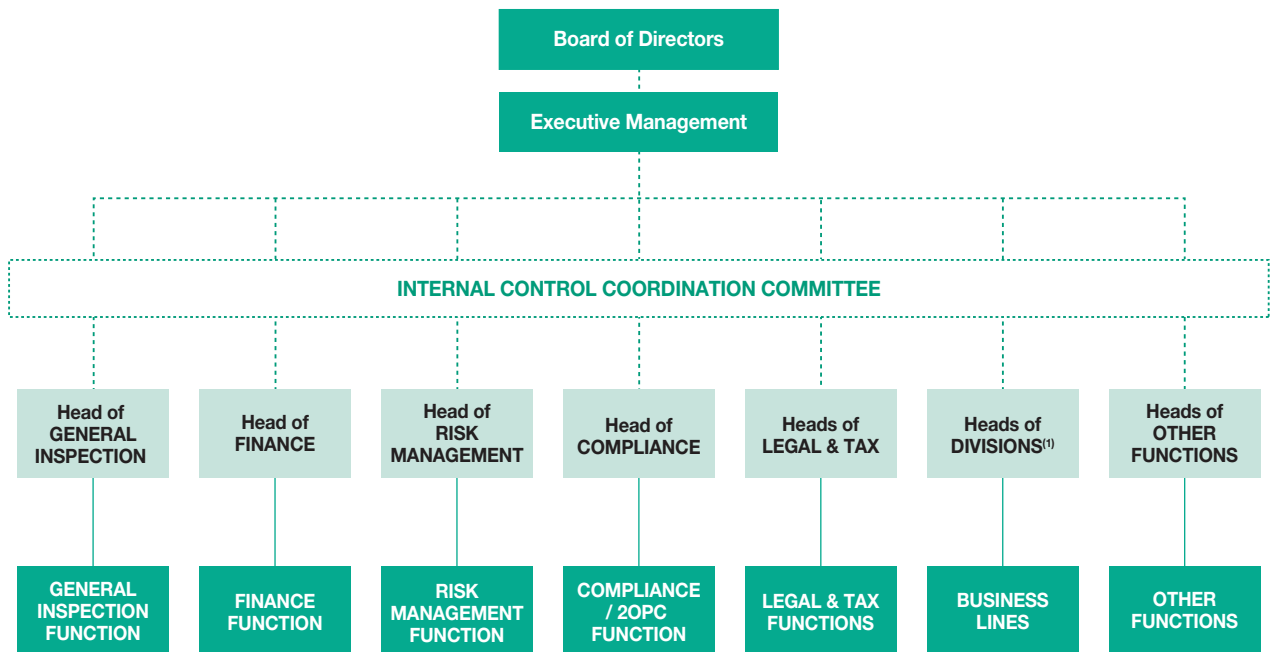 Board of Directors
Executive Management
INTERNAL CONTROL COORDINATION COMMITTEE
Head of
GENERAL
INSPECTION
Head of
FINANCE
Head of
RISK
MANAGEMENT
Head of
COMPLIANCE
Heads of
LEGAL & TAX
Heads of
DIVISIONS(1)
Heads of
OTHER
FUNCTIONS
GENERAL
INSPECTION
FUNCTION
FINANCE
FUNCTION
RISK
MANAGEMENT
FUNCTION
COMPLIANCE
/ 2OPC
FUNCTION
LEGAL & TAX
FUNCTIONS
BUSINESS
LINES
OTHER
FUNCTIONS